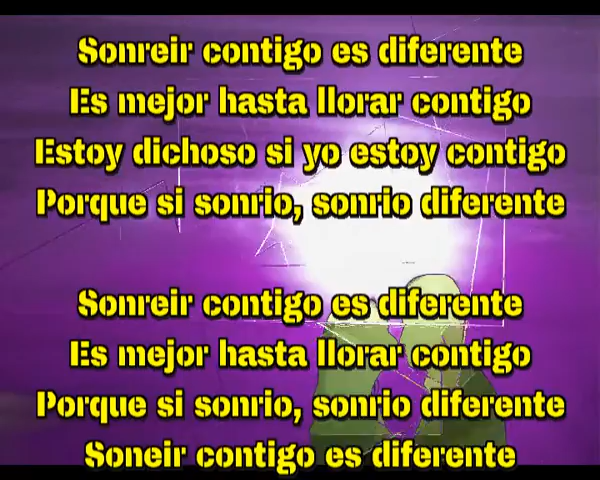 Sonreir contigo es diferente
Es mejor hasta llorar contigo
Estoy dichoso si yo estoy contigo
Porque si sonrio, sonrio diferente
Sonreir contigo es diferente
Es mejor hasta llorar contigo
Porque si sonrio, sonrio diferente
Soneir contigo es diferente